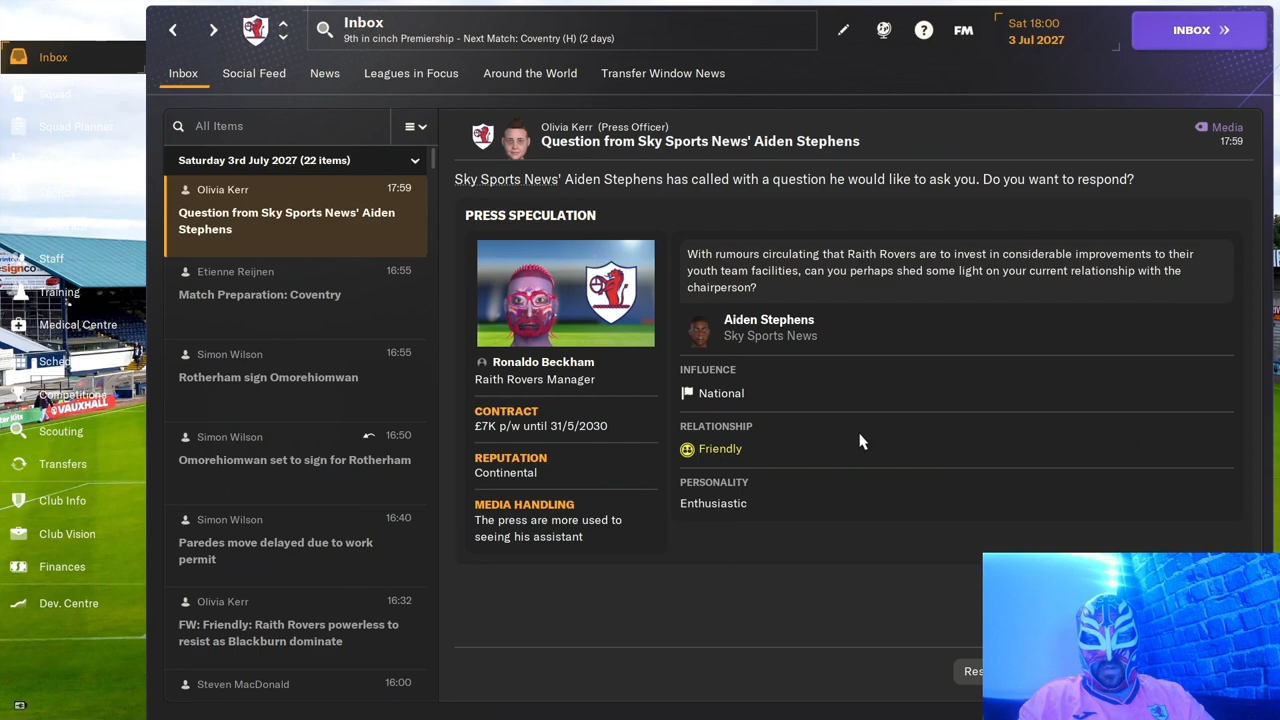 Inbox
9th in cinch Premiership - Next Match: Coventry (H) (2 days)
FM
Sat 18:00
3 Jul 2027
INBOX
Inbox
Squad
Squad Planner
Staff
Training
Medical Centre
Sched
Competitions
Scouting
Transfers
Club Info
Club Vision
Finances
Dev. Centre
VAUXHALL
Inbox
Social Feed
News
Leagues in Focus
Around the World
Transfer Window News
All Items
Saturday 3rd July 2027 (22 items)
Olivia Kerr 17:59
Question from Sky Sports News' Aiden
Stephens
Etienne Reijnen 16:55
Match Preparation: Coventry
Simon Wilson 16:55
Rotherham sign Omorehiomwan
Simon Wilson 16:50
Omorehiomwan set to sign for Rotherham
Simon Wilson 16:40
Paredes move delayed due to work
permit
Olivia Kerr 16:32
FW: Friendly: Raith Rovers powerless to
resist as Blackburn dominate
Steven MacDonald 16:00
Olivia Kerr (Press Officer)
Question from Sky Sports News' Aiden Stephens
Media
17:59
Sky Sports News' Aiden Stephens has called with a question he would like to ask you. Do you want to respond?
PRESS SPECULATION
Ronaldo Beckham
Raith Rovers Manager
CONTRACT
£7K p/w until 31/5/2030
REPUTATION
Continental
MEDIA HANDLING
The press are more used to
seeing his assistant
With rumours circulating that Raith Rovers are to invest in considerable improvements to their
youth team facilities, can you perhaps shed some light on your current relationship with the
chairperson?
Aiden Stephens
Sky Sports News
INFLUENCE
National
RELATIONSHIP
Friendly
PERSONALITY
Enthusiastic
Res